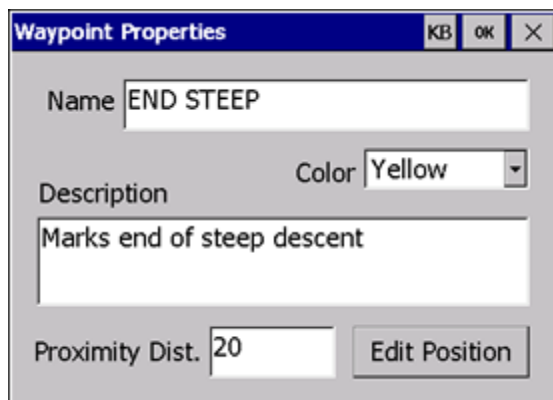 Waypoint Properties KB OK
Name END STEEP
Color Yellow
Description
Marks end of steep descent
Proximity Dist. 20 Edit Position